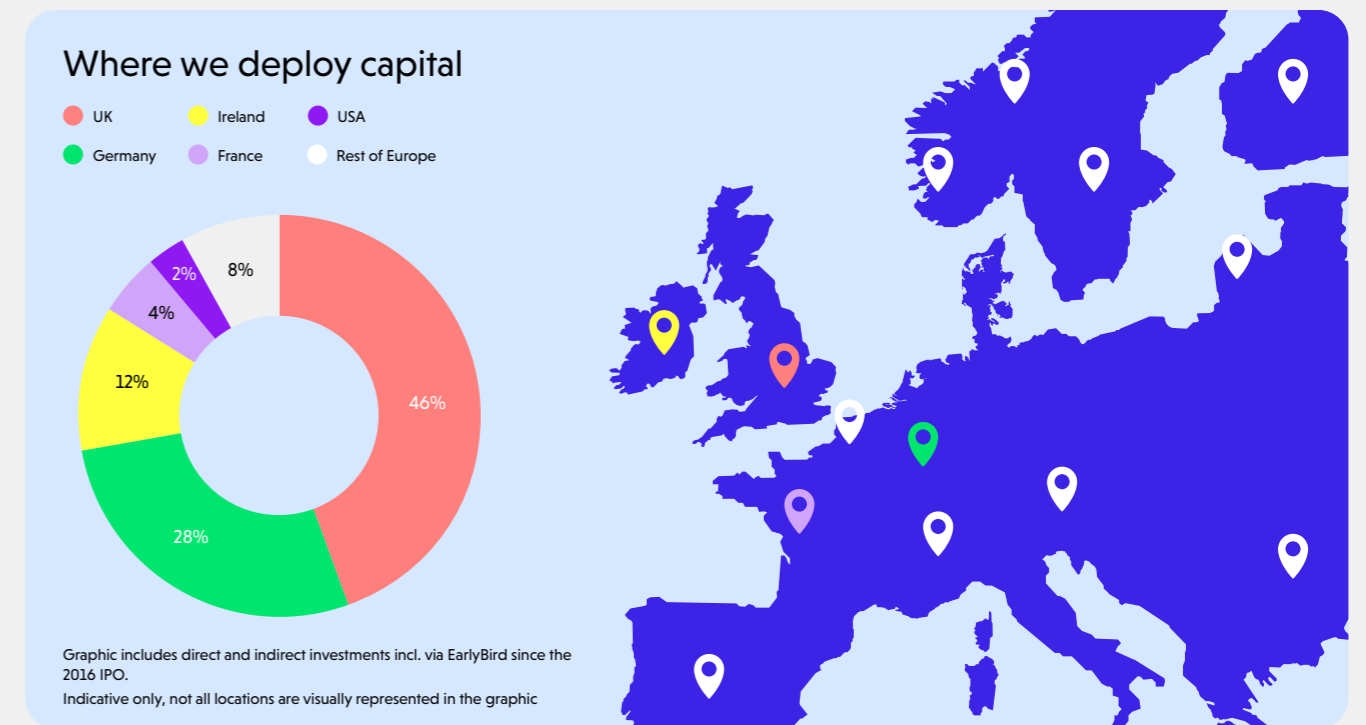 Where we deploy capital
UK
Ireland
USA
Germany
France
Rest of Europe
8%
2%
4%
12%
46%
28%
Graphic includes direct and indirect investments incl. via EarlyBird since the
2016 IPO.
Indicative only, not all locations are visually represented in the graphic